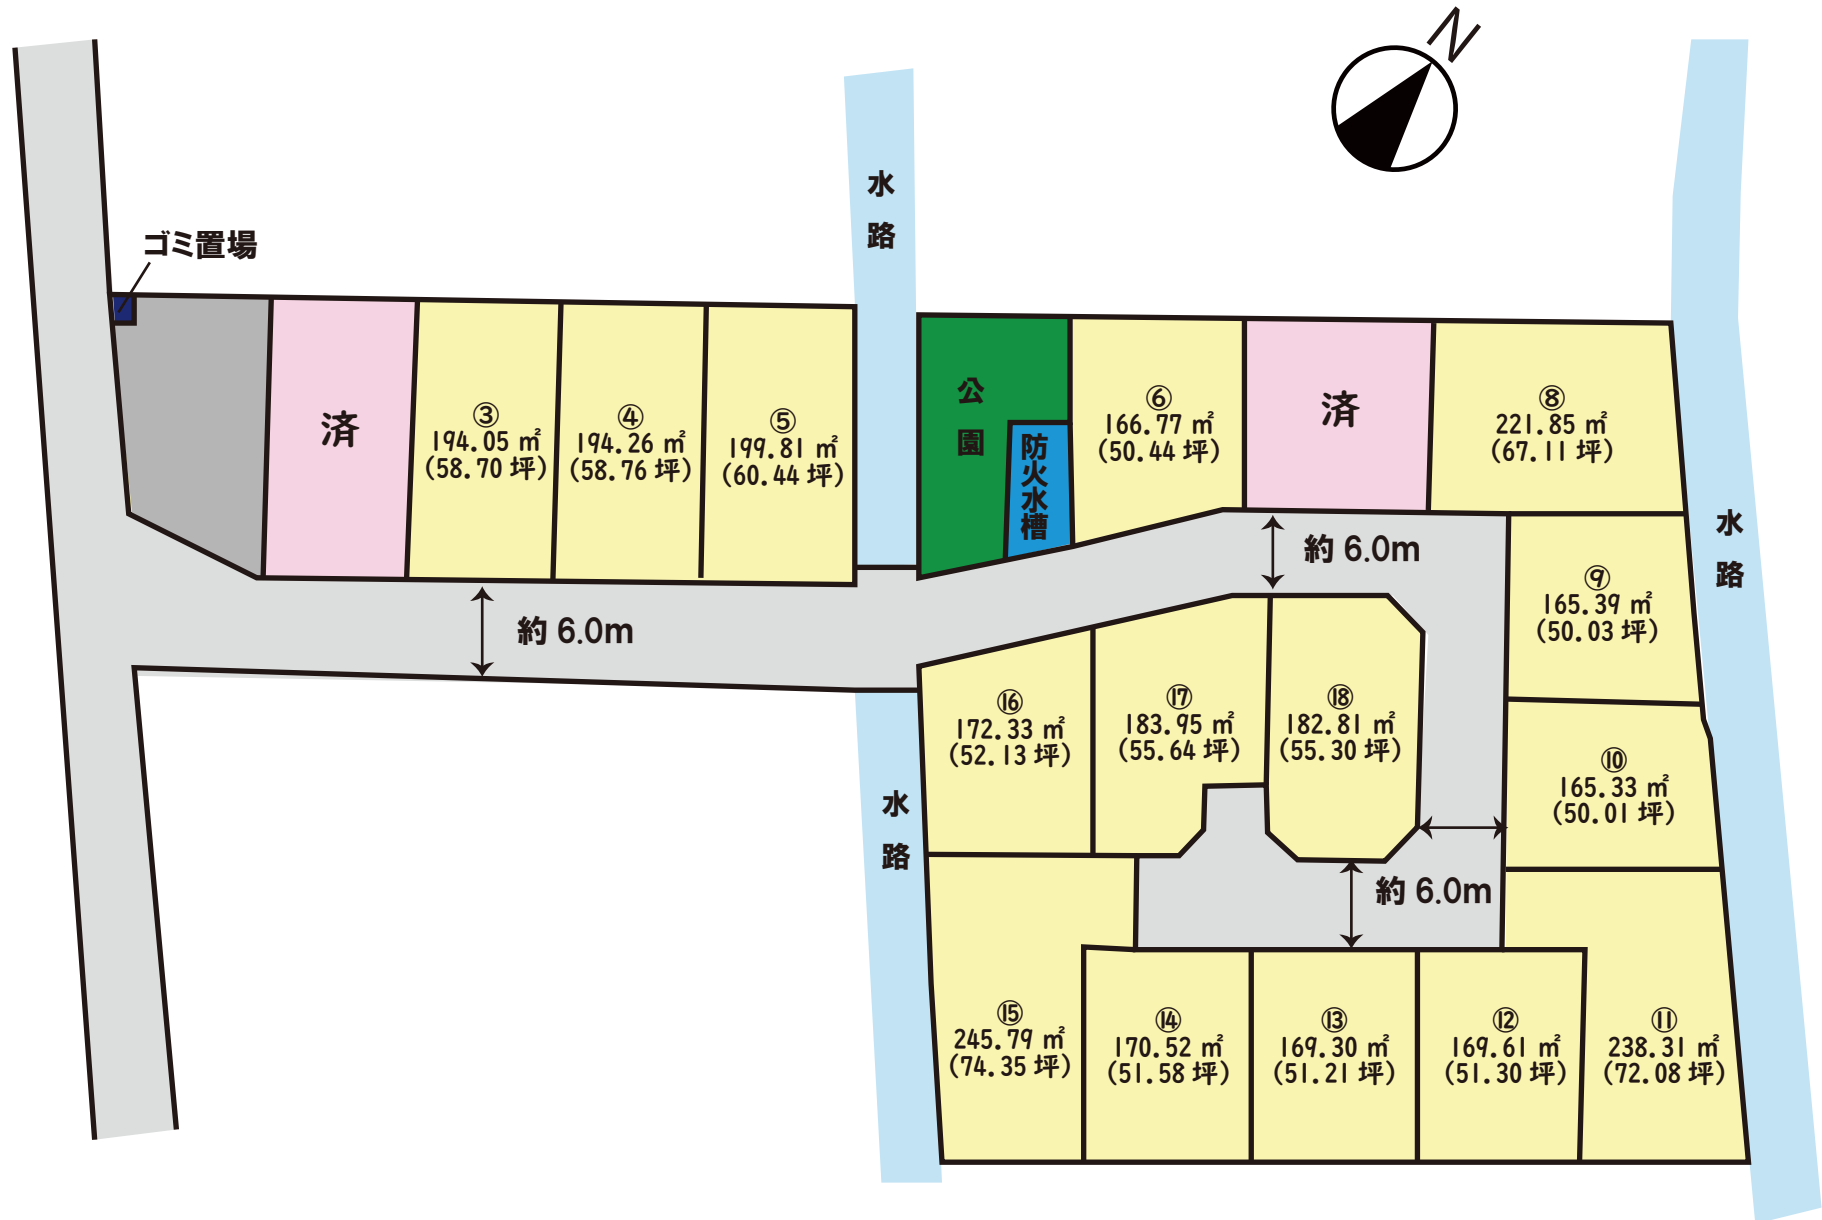 N
水路
ゴミ置場
済
③
194.05 ㎡
(58.70 坪)
④
194.26 ㎡
(58.76 坪)
⑤
199.81 ㎡
(60.44 坪)
公園
防火水槽
⑥
166.77 ㎡
(50.44 坪)
済
⑧
221.85 ㎡
(67.11 坪)
水路
約 6.0m
約 6.0m
⑨
165.39 ㎡
(50.03 坪)
⑯
172.33 ㎡
(52.13 坪)
⑰
183.95 ㎡
(55.64 坪)
⑱
182.81 ㎡
(55.30 坪)
⑩
165.33 ㎡
(50.01 坪)
水路
約 6.0m
⑮
245.79 ㎡
(74.35 坪)
⑭
170.52 ㎡
(51.58 坪)
⑬
169.30 ㎡
(51.21 坪)
⑫
169.61 ㎡
(51.30 坪)
⑪
238.31 ㎡
(72.08 坪)